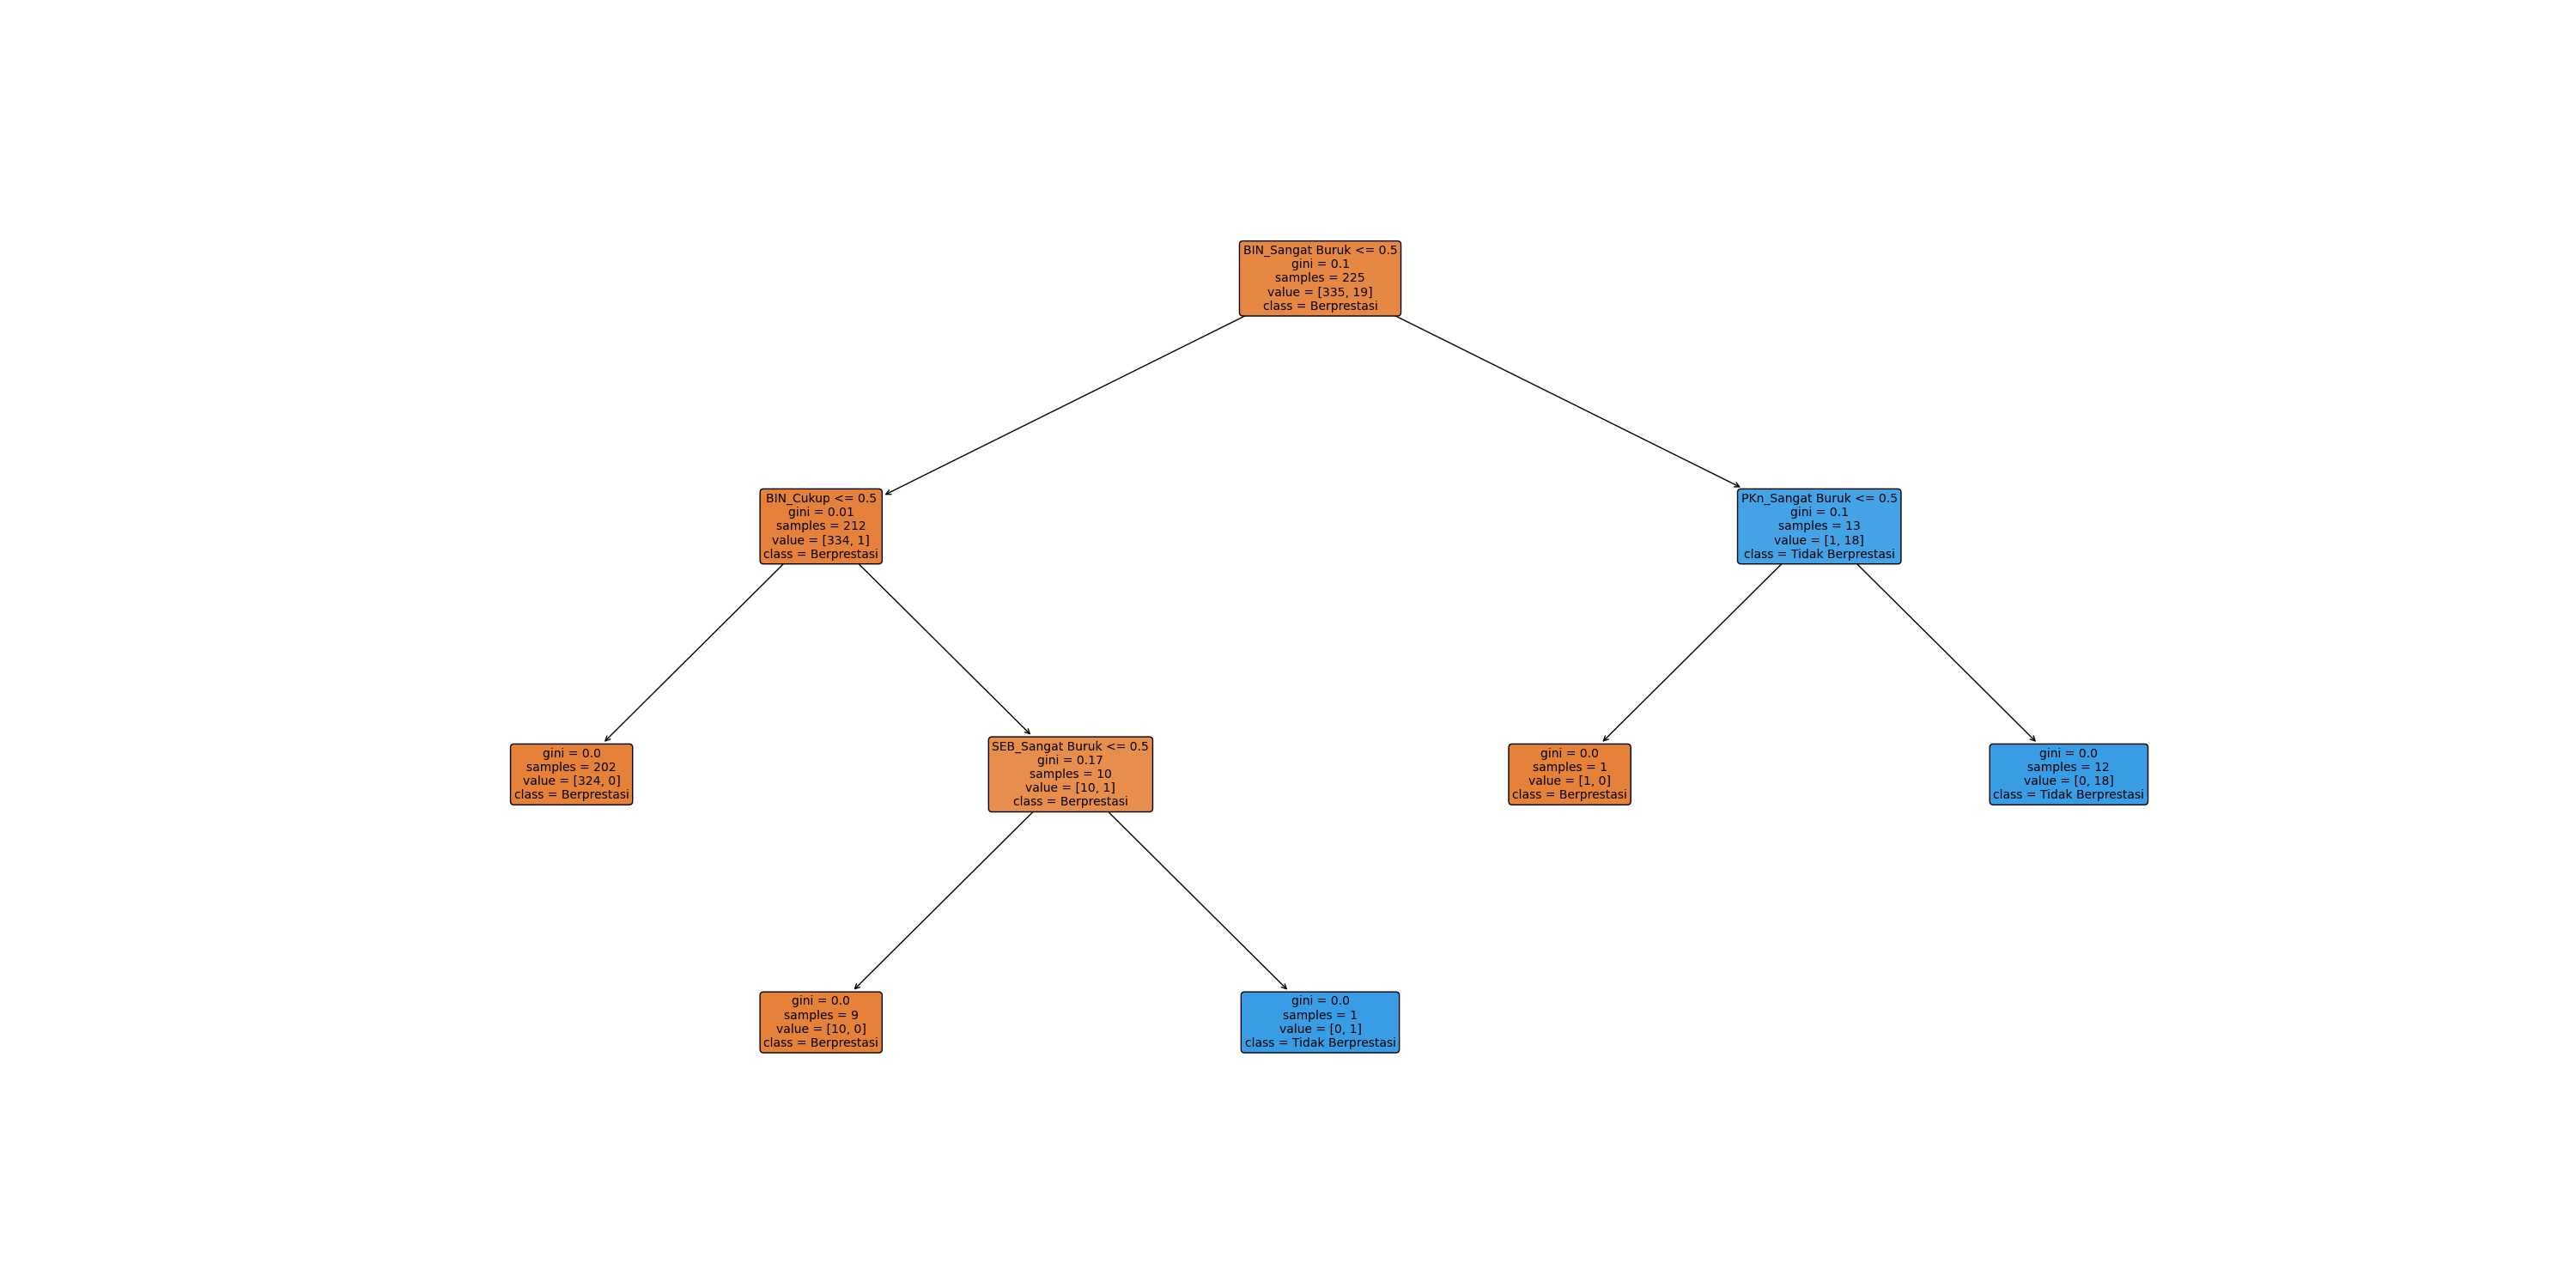 BIN_Sangat Buruk <= 0.5
gini = 0.1
samples = 225
value = [335, 19]
class = Berprestasi
BIN_Cukup <= 0.5
gini = 0.01
samples = 212
value = [334, 1]
class = Berprestasi
PKn_Sangat Buruk <= 0.5
gini = 0.1
samples = 13
value = [1, 18]
class = Tidak Berprestasi
gini = 0.0
samples = 202
value = [324, 0]
class = Berprestasi
SEB_Sangat Buruk <= 0.5
gini = 0.17
samples = 10
value = [10, 1]
class = Berprestasi
gini = 0.0
samples = 1
value = [1, 0]
class = Berprestasi
gini = 0.0
samples = 12
value = [0, 18]
class = Tidak Berprestasi
gini = 0.0
samples = 9
value = [10, 0]
class = Berprestasi
gini = 0.0
samples = 1
value = [0, 1]
class = Tidak Berprestasi